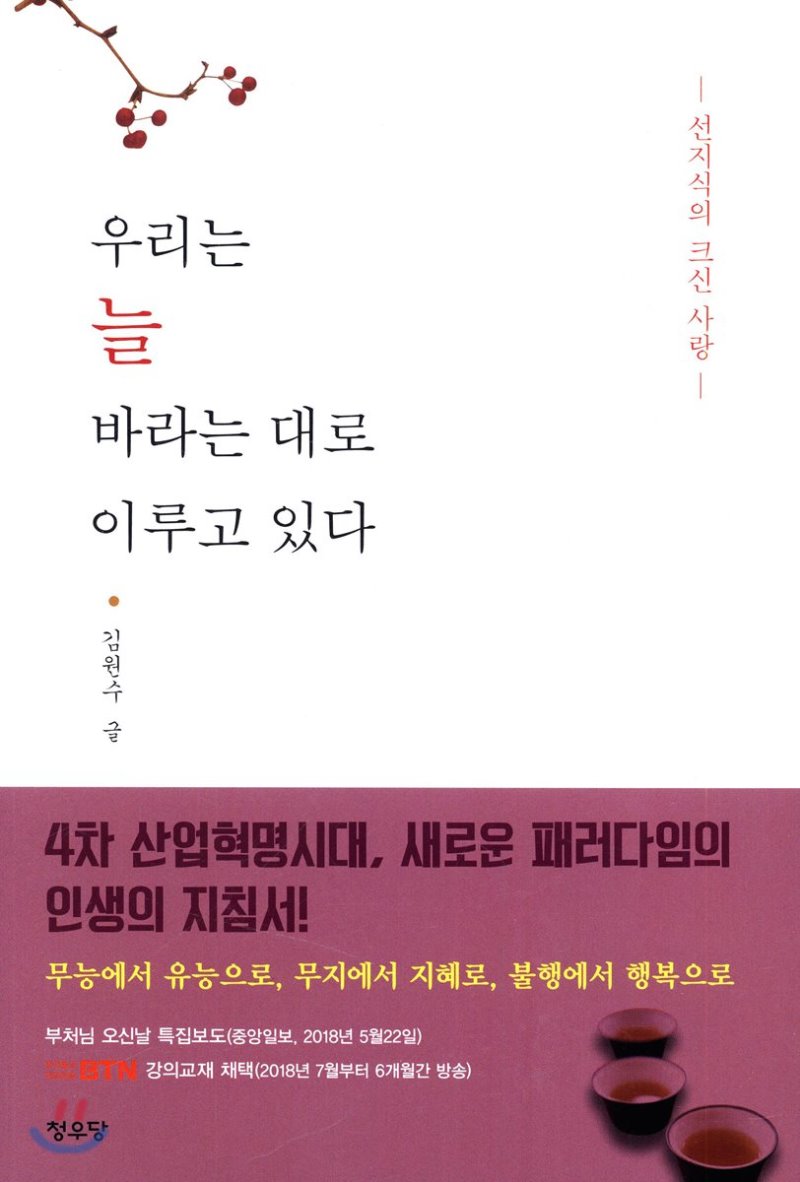 — 선지식의 크신 사랑 —
우리는
늘
바라는 대로
이루고 있다
김원수 글
4차 산업혁명시대, 새로운 패러다임의
인생의 지침서!
무능에서 유능으로, 무지에서 지혜로, 불행에서 행복으로
부처님 오신날 특집보도(중앙일보, 2018년 5월22일)
BTN 강의교재 채택(2018년 7월부터 6개월간 방송)
청우당